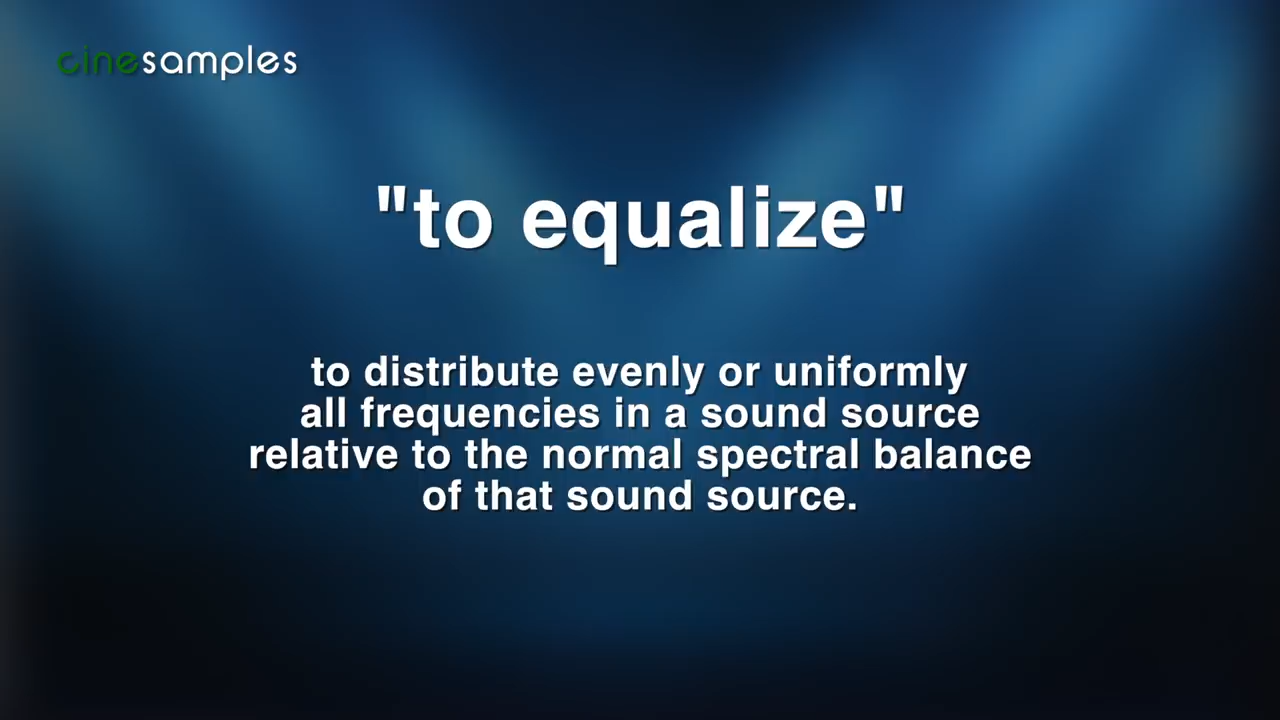 cinesamples
"to equalize"
to distribute evenly or uniformly
all frequencies in a sound source
relative to the normal spectral balance
of that sound source.